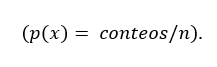 (p(x) = conteos/n).